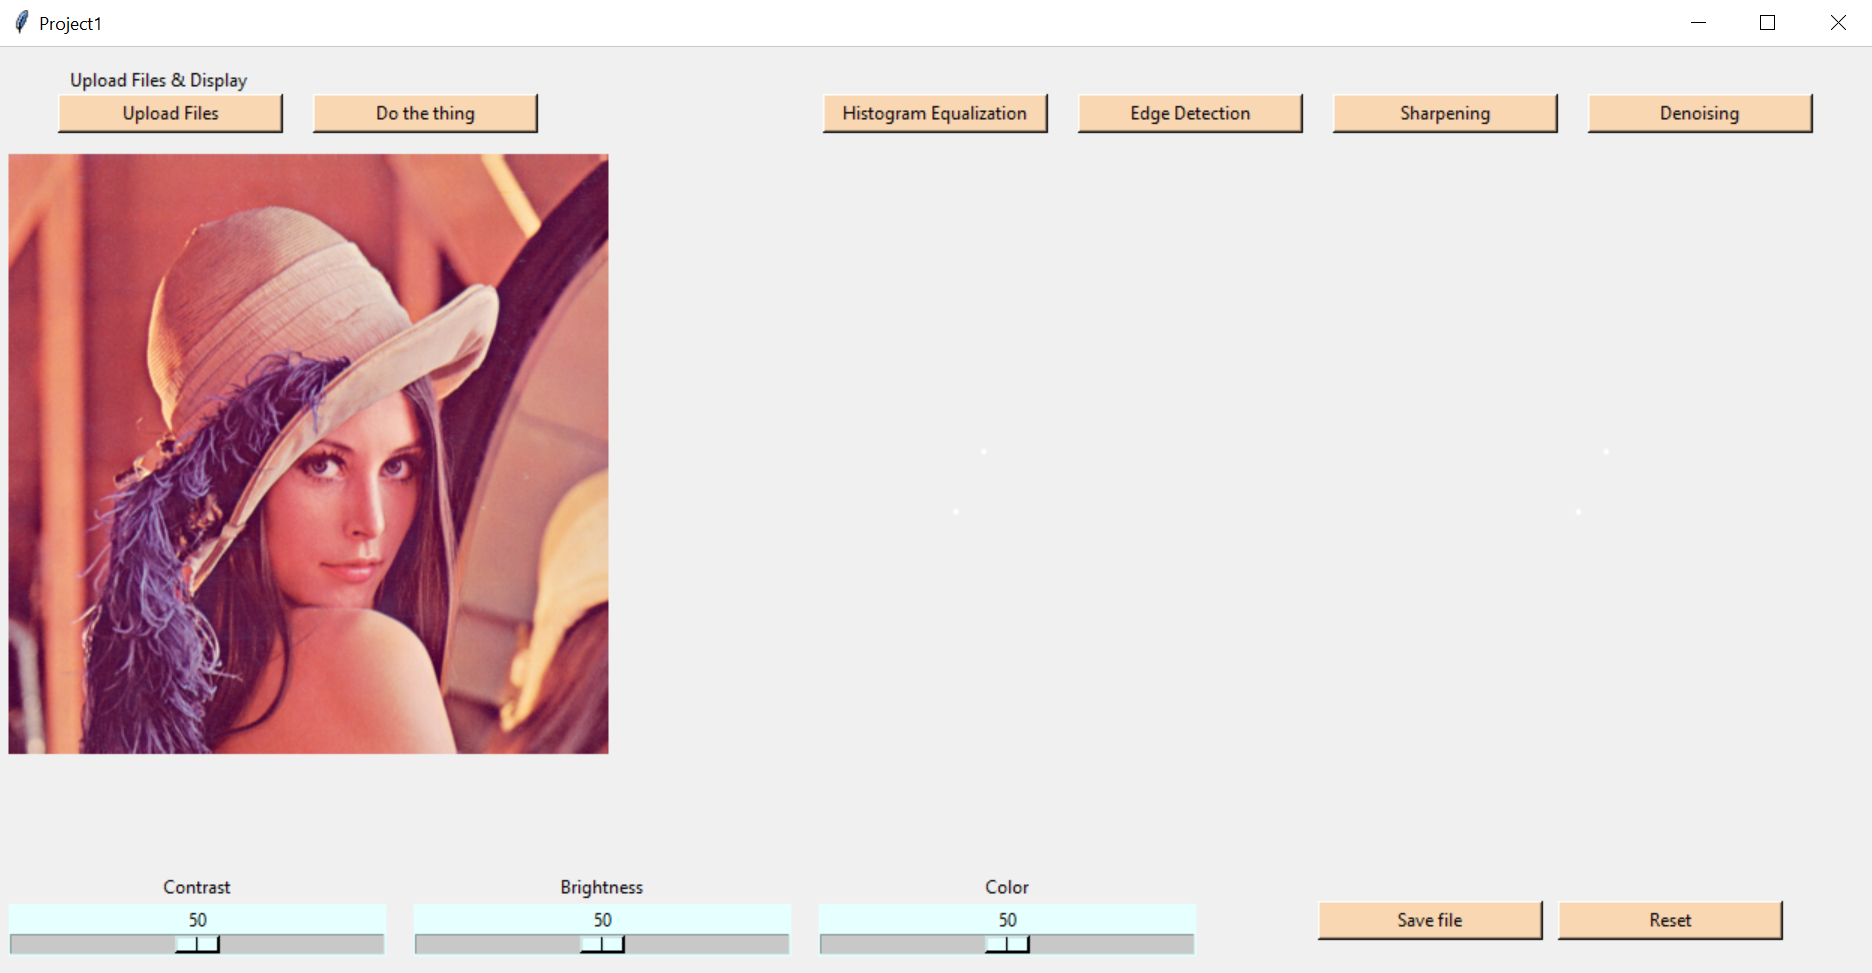 Project1
Upload Files & Display
Upload Files
Do the thing
Histogram Equalization
Edge Detection
Sharpening
Denoising
Contrast
Brightness
Color
50
50
50
Save file
Reset